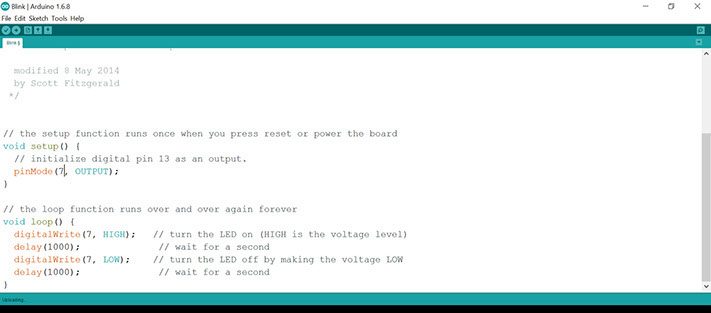 Blink | Arduino 1.6.8
File Edit Sketch Tools Help
Blink §
modified 8 May 2014
by Scott Fitzgerald
*/
// the setup function runs once when you press reset or power the board
void setup() {
// initialize digital pin 13 as an output.
pinMode(7, OUTPUT);
}
// the loop function runs over and over again forever
void loop() {
digitalWrite(7, HIGH);   // turn the LED on (HIGH is the voltage level)
delay(1000);              // wait for a second
digitalWrite(7, LOW);    // turn the LED off by making the voltage LOW
delay(1000);              // wait for a second
}
Uploading...